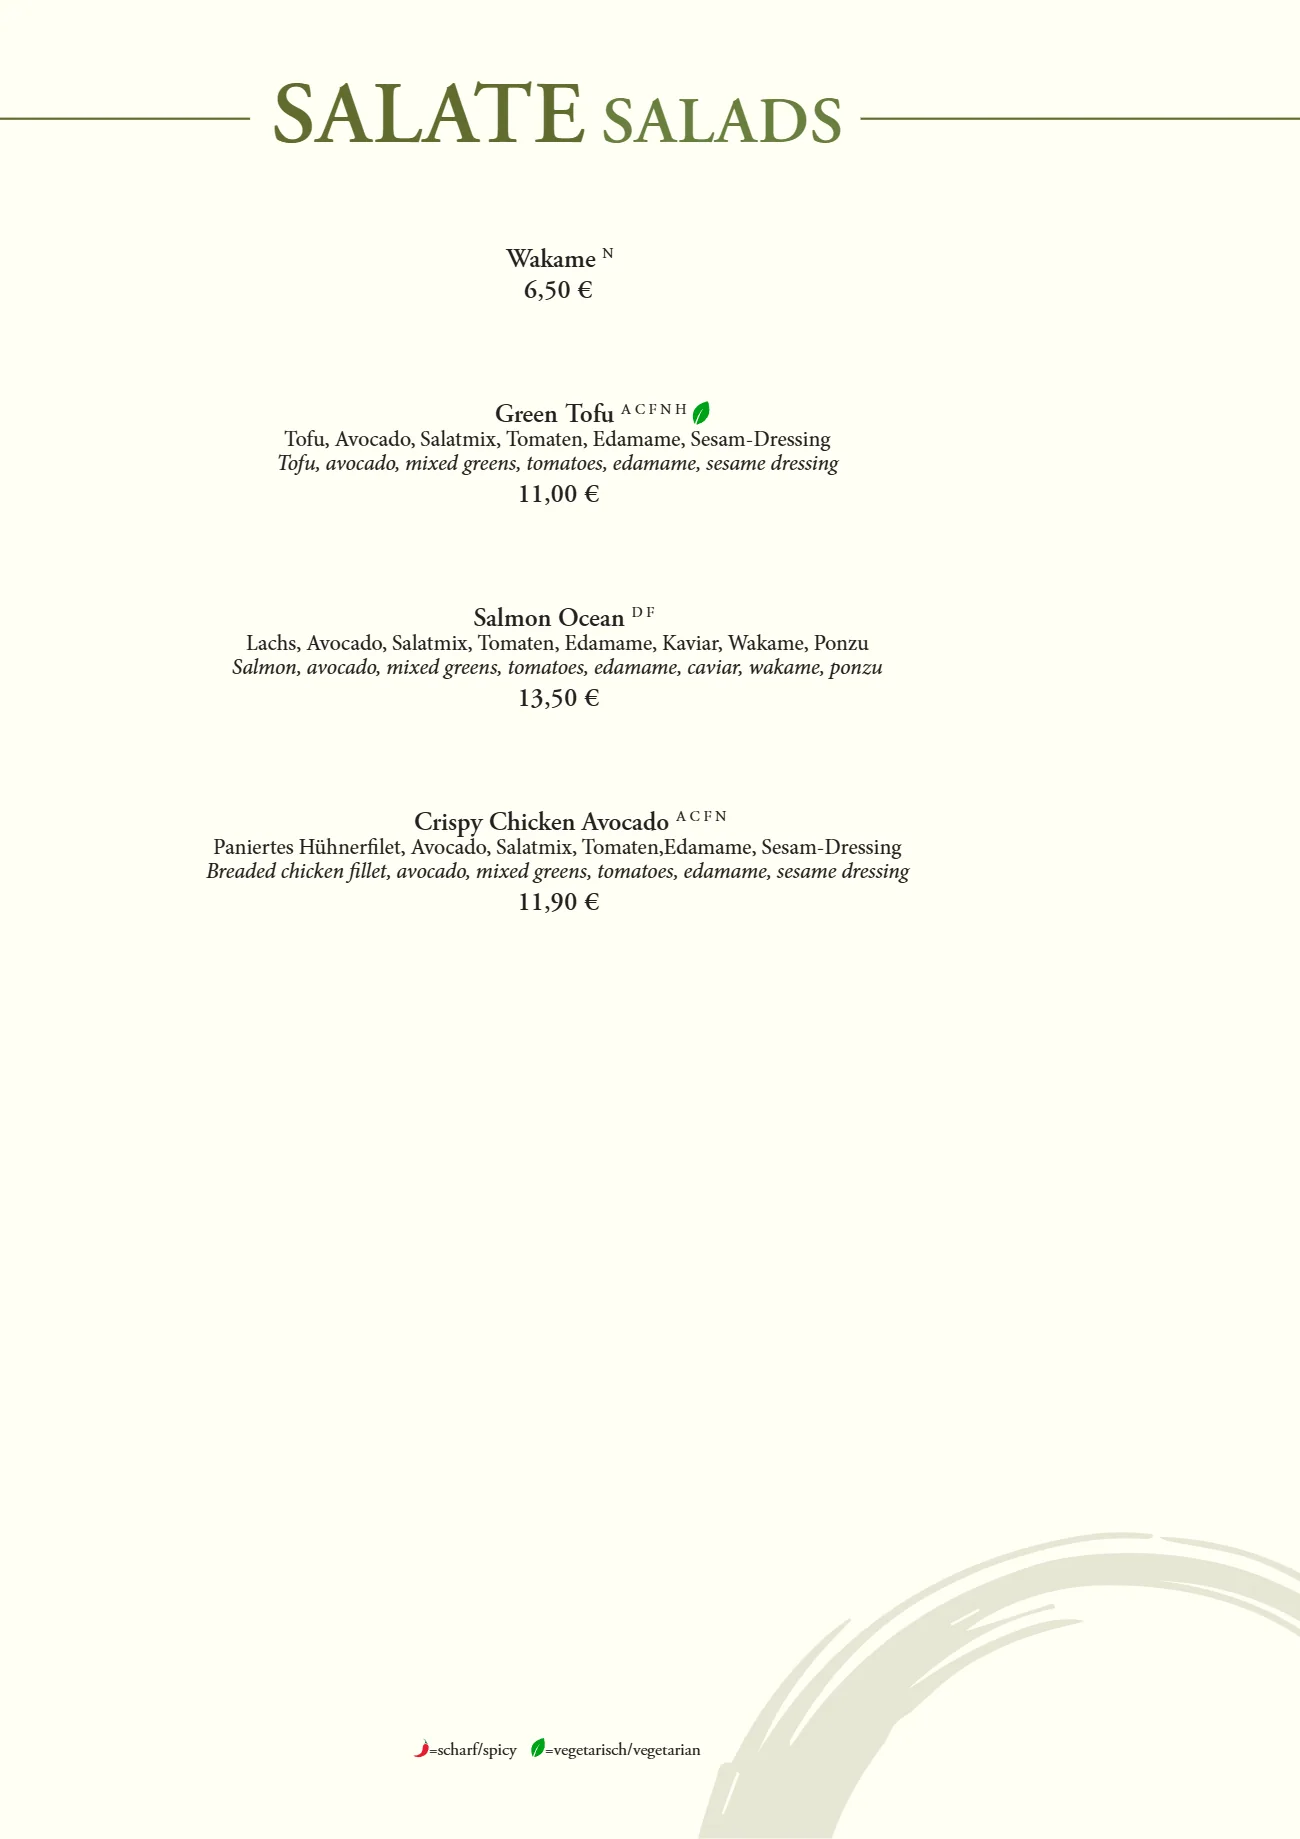 SALATE SALADS
Wakame N
6,50 €
Green Tofu A C F N H
Tofu, Avocado, Salatmix, Tomaten, Edamame, Sesam-Dressing
Tofu, avocado, mixed greens, tomatoes, edamame, sesame dressing
11,00 €
Salmon Ocean D F
Lachs, Avocado, Salatmix, Tomaten, Edamame, Kaviar, Wakame, Ponzu
Salmon, avocado, mixed greens, tomatoes, edamame, caviar, wakame, ponzu
13,50 €
Crispy Chicken Avocado A C F N
Paniertes Hühnerfilet, Avocado, Salatmix, Tomaten,Edamame, Sesam-Dressing
Breaded chicken fillet, avocado, mixed greens, tomatoes, edamame, sesame dressing
11,90 €
=scharf/spicy =vegetarisch/vegetarian